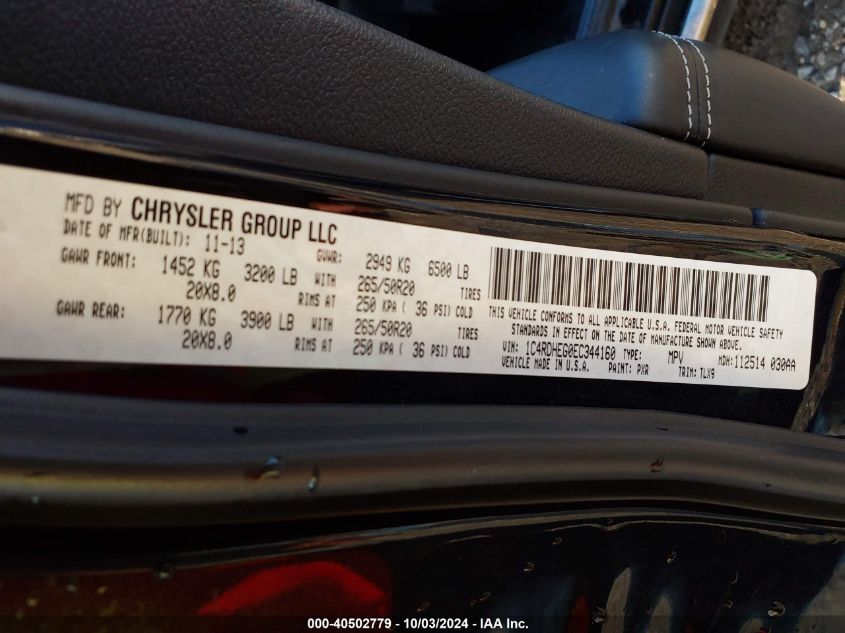 MFD BY CHRYSLER GROUP LLC
DATE OF MFR(BUILT): 11-13 GVWR: 2949 KG 6500 LB
GAWR FRONT: 1452 KG 3200 LB WITH 265/50R20 TIRES
20X8.0 RIMS AT 250 KPA ( 36 PSI) COLD
GAWR REAR: 1770 KG 3900 LB WITH 265/50R20 TIRES
20X8.0 RIMS AT 250 KPA ( 36 PSI) COLD
THIS VEHICLE CONFORMS TO ALL APPLICABLE U.S.A. FEDERAL MOTOR VEHICLE SAFETY
STANDARDS IN EFFECT ON THE DATE OF MANUFACTURE SHOWN ABOVE.
VIN: 1C4RDHEG0EC344160 TYPE: MPV MDH: 112514 030AA
VEHICLE MADE IN U.S.A. PAINT: PXR TRIM: TLX9
000-40502779 - 10/03/2024 - IAA Inc.